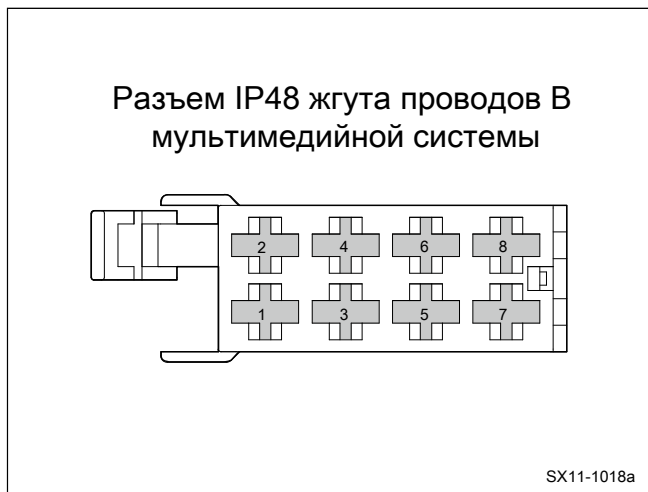 Разъем IP48 жгута проводов B
мультимедийной системы
2 4 6 8
1 3 5 7
SX11-1018a